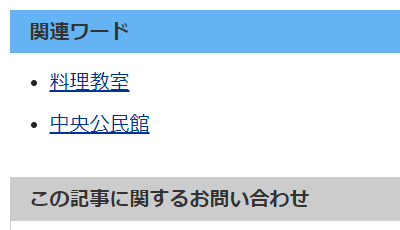 関連ワード
料理教室
中央公民館
この記事に関するお問い合わせ